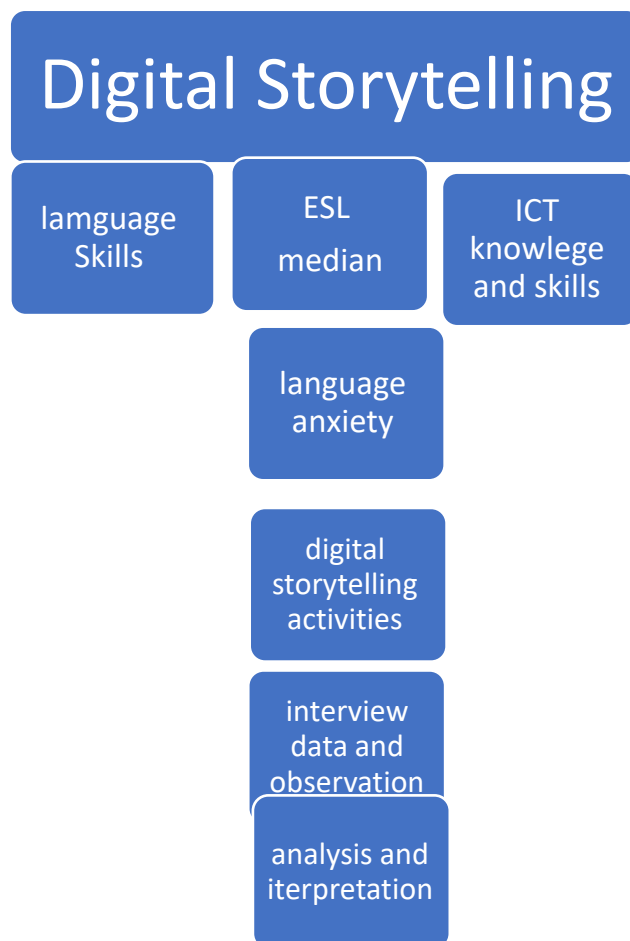 Digital Storytelling
lamguage
Skills
ESL
median
ICT
knowlege
and skills
language
anxiety
digital
storytelling
activities
interview
data and
observation
analysis and
iterpretation